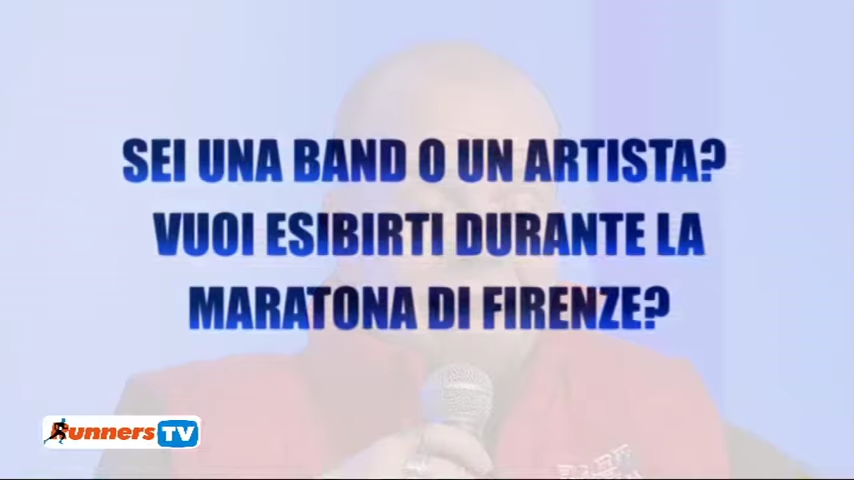 SEI UNA BAND O UN ARTISTA?
VUOI ESIBIRTI DURANTE LA
MARATONA DI FIRENZE?
RunnersTV